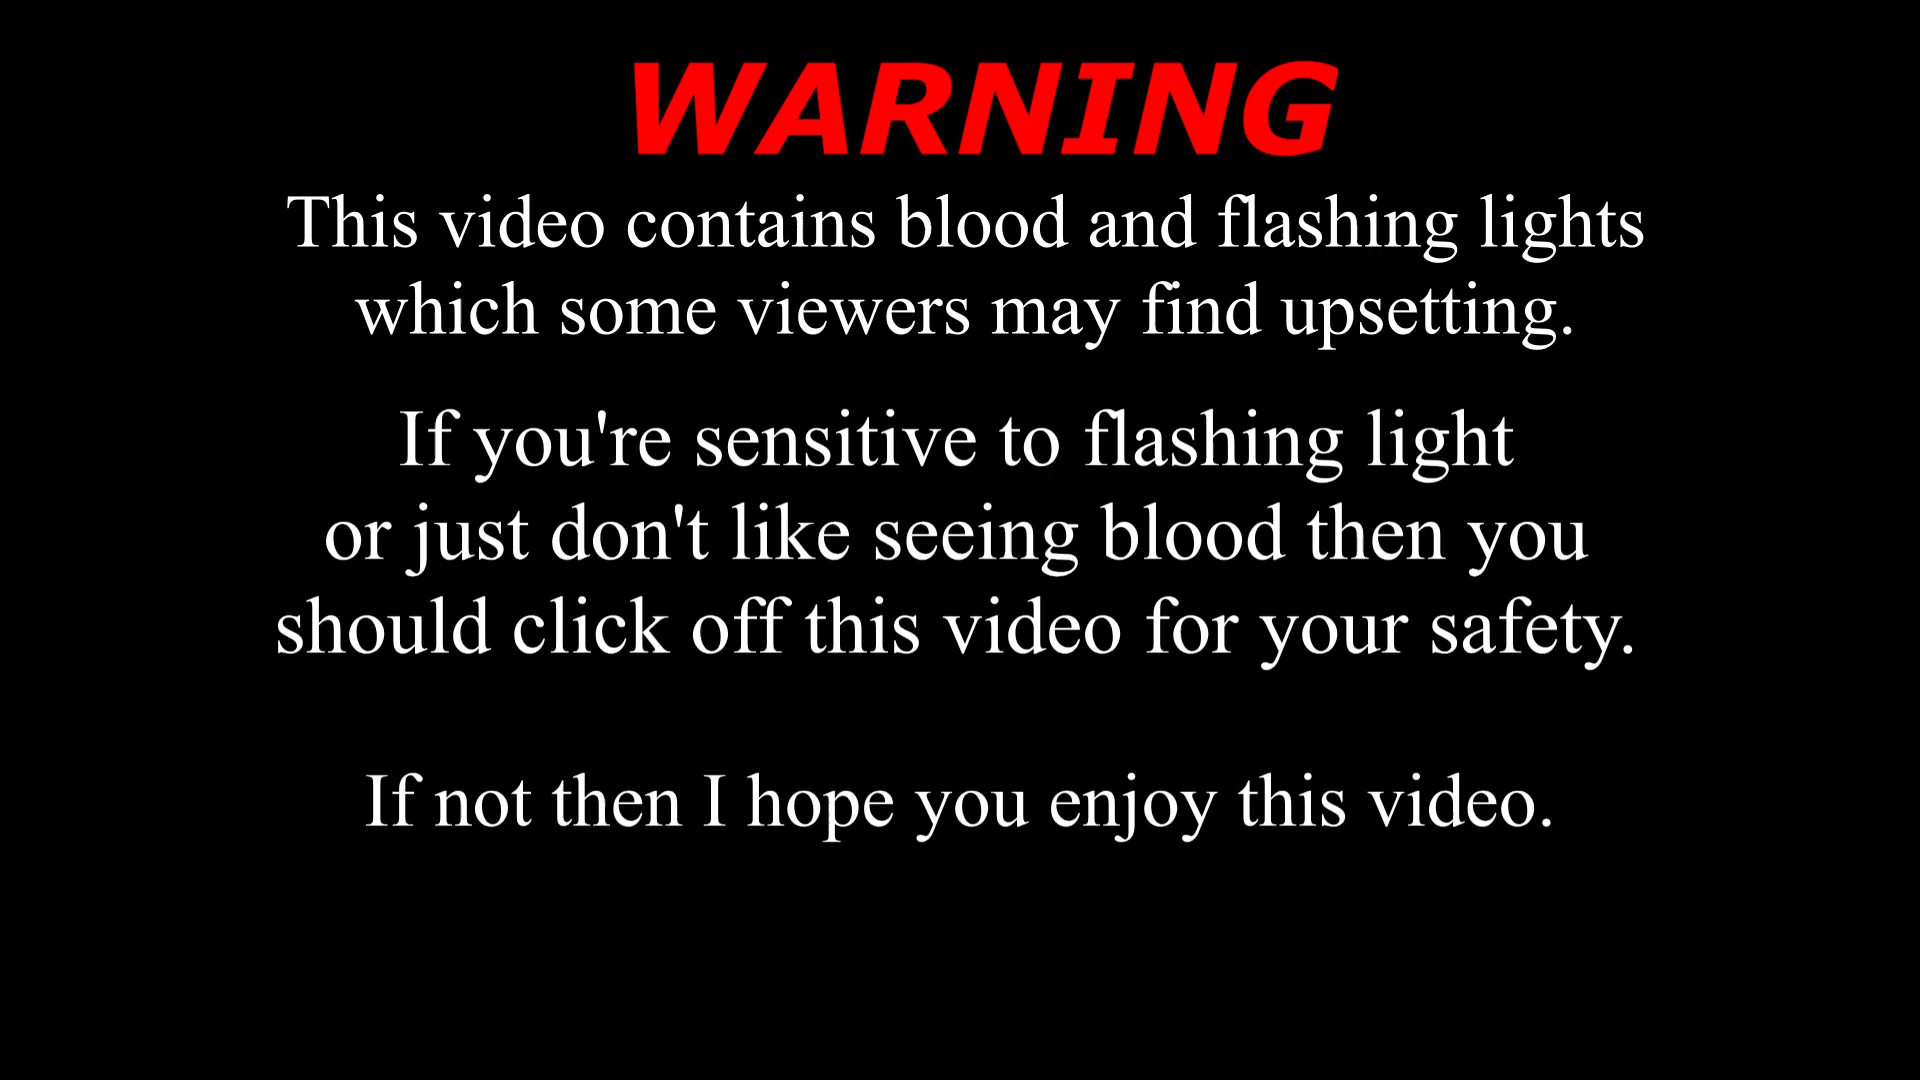 WARNING
This video contains blood and flashing lights
which some viewers may find upsetting.
If you're sensitive to flashing light
or just don't like seeing blood then you
should click off this video for your safety.
If not then I hope you enjoy this video.